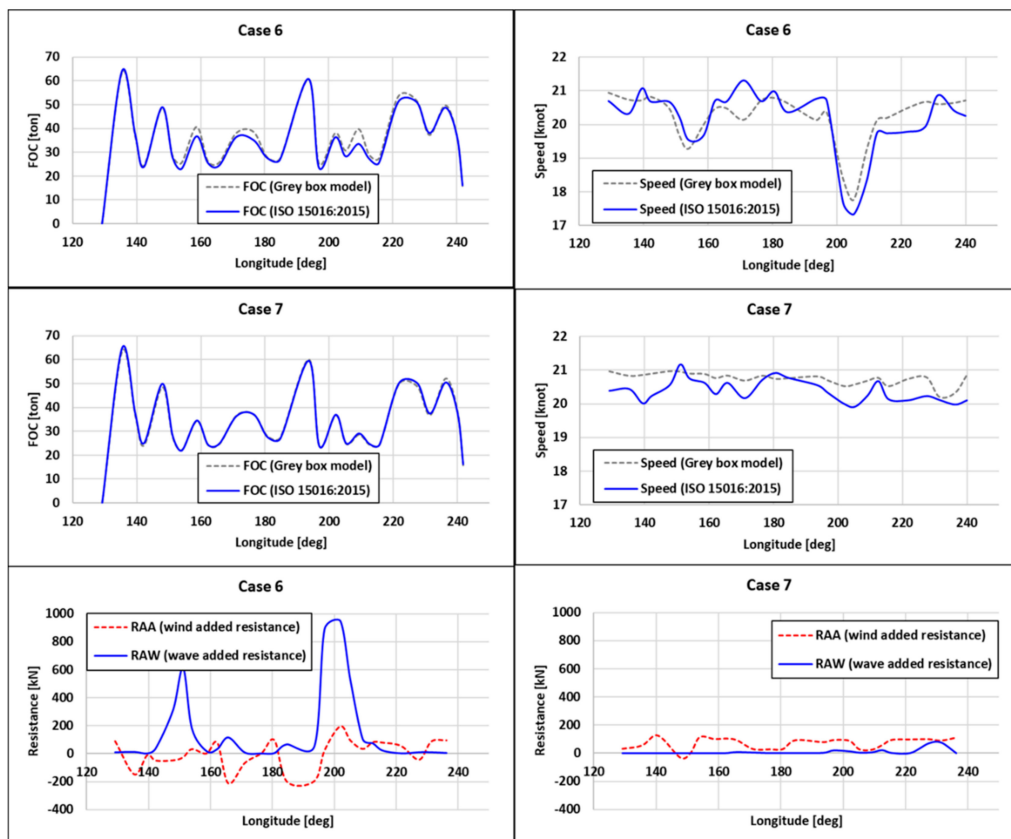 Case 6
70
60
50
40
30
20
10
0
FOC [ton]
FOC (Grey box model)
FOC (ISO 15016:2015)
120 140 160 180 200 220 240
Longitude [deg]
Case 6
22
21
20
19
18
17
Speed [knot]
Speed (Grey box model)
Speed (ISO 15016:2015)
120 140 160 180 200 220 240
Longitude [deg]
Case 7
70
60
50
40
30
20
10
0
FOC [ton]
FOC (Grey box model)
FOC (ISO 15016:2015)
120 140 160 180 200 220 240
Longitude [deg]
Case 7
22
21
20
19
18
17
Speed [knot]
Speed (Grey box model)
Speed (ISO 15016:2015)
120 140 160 180 200 220 240
Longitude [deg]
Case 6
1000
800
600
400
200
0
-200
-400
Resistance [kN]
RAA (wind added resistance)
RAW (wave added resistance)
120 140 160 180 200 220 240
Longitude [deg]
Case 7
1000
800
600
400
200
0
-200
-400
Resistance [kN]
RAA (wind added resistance)
RAW (wave added resistance)
120 140 160 180 200 220 240
Longitude [deg]